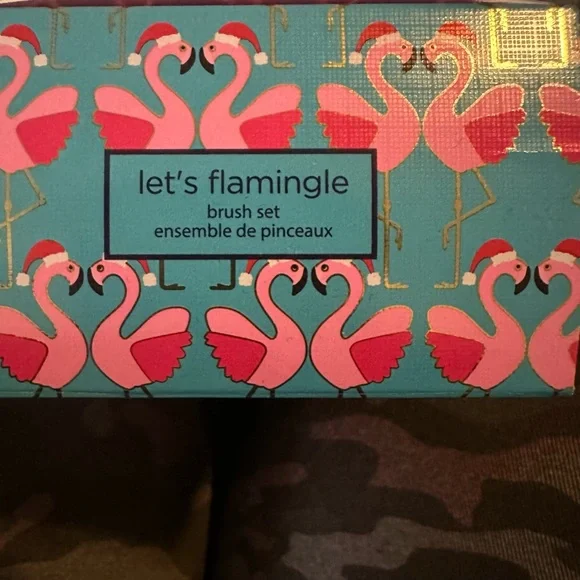 let's flamingle
brush set
ensemble de pinceaux